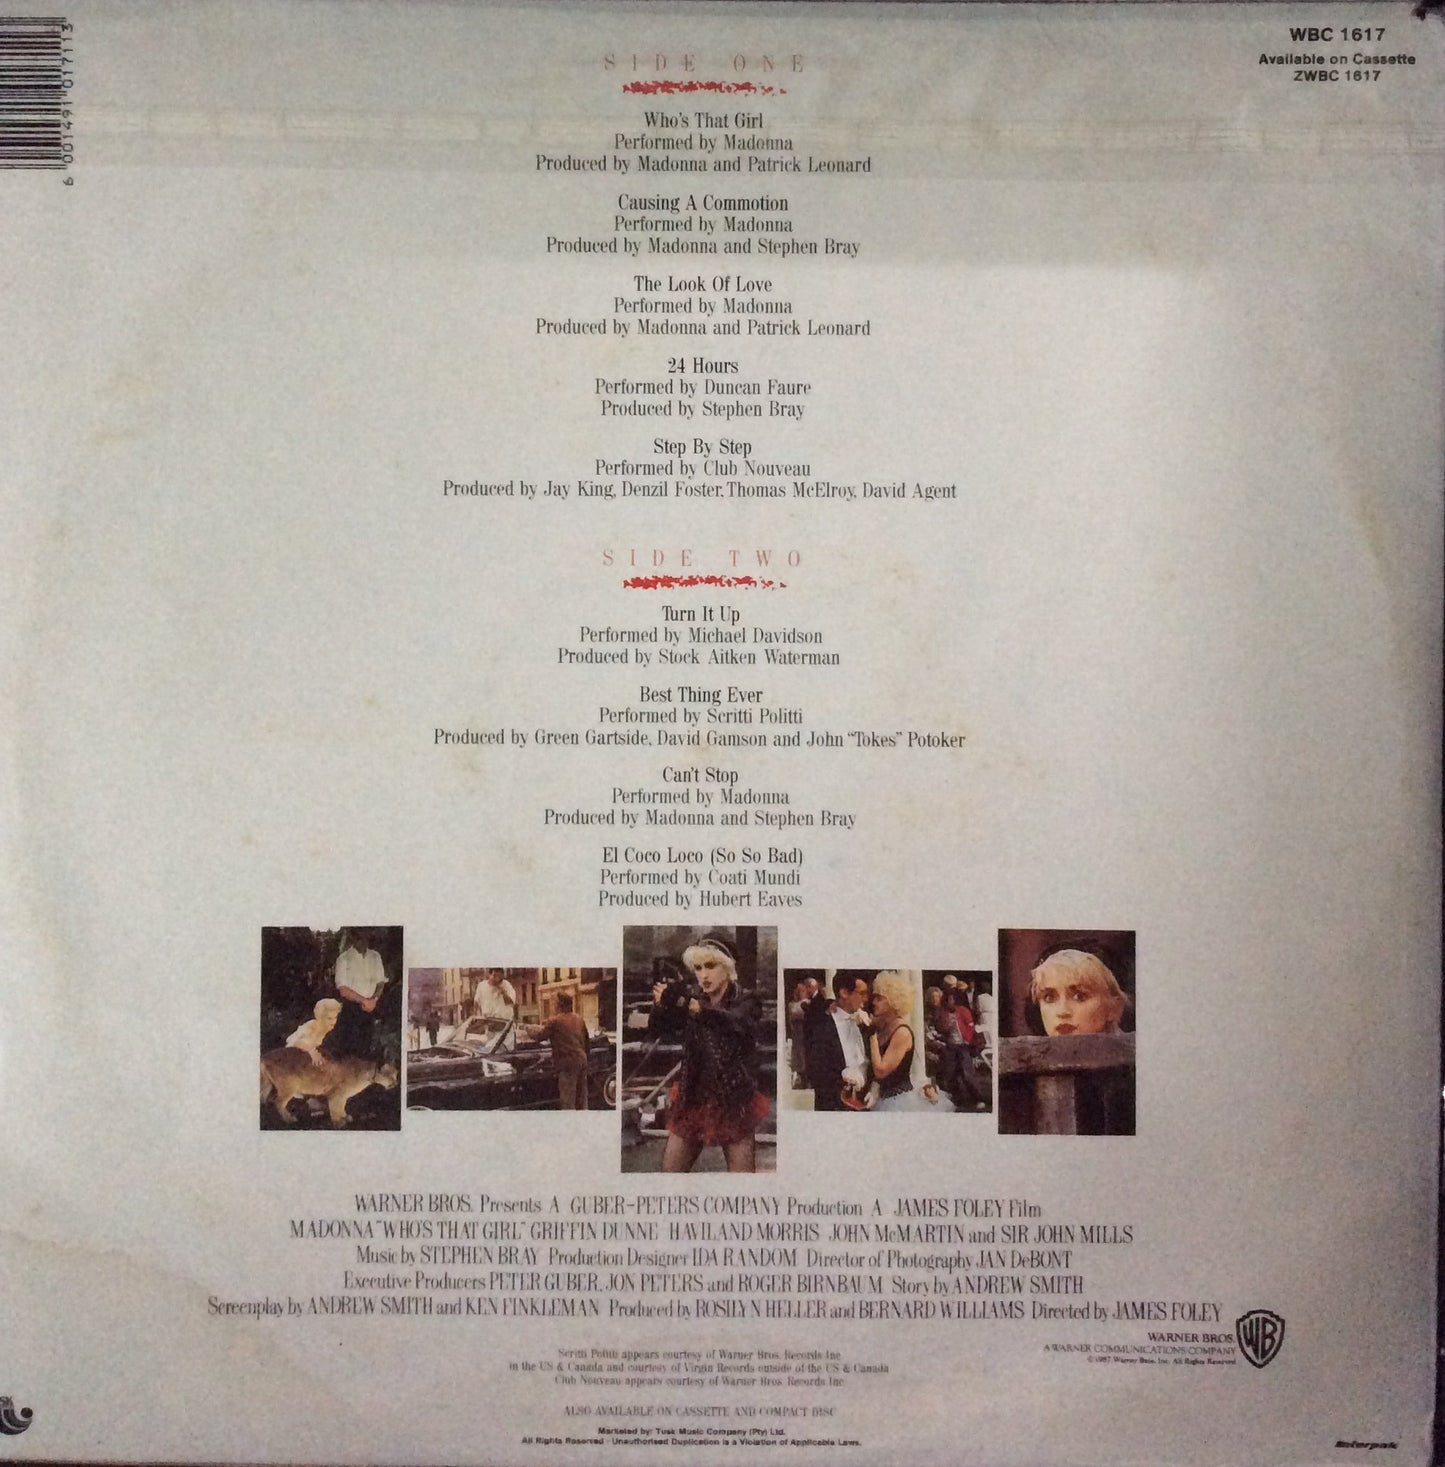 WBC 1617
Available on Cassette
ZWBC 1617
6 001491 017113
SIDE ONE
Who's That Girl
Performed by Madonna
Produced by Madonna and Patrick Leonard
Causing A Commotion
Performed by Madonna
Produced by Madonna and Stephen Bray
The Look Of Love
Performed by Madonna
Produced by Madonna and Patrick Leonard
24 Hours
Performed by Duncan Faure
Produced by Stephen Bray
Step By Step
Performed by Club Nouveau
Produced by Jay King, Denzil Foster, Thomas McElroy, David Agent
SIDE TWO
Turn It Up
Performed by Michael Davidson
Produced by Stock Aitken Waterman
Best Thing Ever
Performed by Scritti Politti
Produced by Green Gartside, David Gamson and John "Tokes" Potoker
Can't Stop
Performed by Madonna
Produced by Madonna and Stephen Bray
El Coco Loco (So So Bad)
Performed by Coati Mundi
Produced by Hubert Eaves
WARNER BROS. Presents A GUBER-PETERS COMPANY Production A JAMES FOLEY Film
MADONNA "WHO'S THAT GIRL" GRIFFIN DUNNE HAVILAND MORRIS JOHN McMARTIN and SIR JOHN MILLS
Music by STEPHEN BRAY Production Designer IDA RANDOM Director of Photography JAN DeBONT
Executive Producers PETER GUBER, JON PETERS and ROGER BIRNBAUM Story by ANDREW SMITH
Screenplay by ANDREW SMITH and KEN FINKLEMAN Produced by ROSILYN HELLER and BERNARD WILLIAMS Directed by JAMES FOLEY
WB
WARNER BROS.
A WARNER COMMUNICATIONS COMPANY
© 1987 Warner Bros. Inc. All Rights Reserved
Scritti Politti appears courtesy of Warner Bros. Records Inc.
in the US & Canada and courtesy of Virgin Records outside of the US & Canada
Club Nouveau appears courtesy of Warner Bros. Records Inc.
ALSO AVAILABLE ON CASSETTE AND COMPACT DISC
Marketed by: Tusk Music Company (Pty) Ltd.
All Rights Reserved - Unauthorised Duplication is a Violation of Applicable Laws.
Interpak